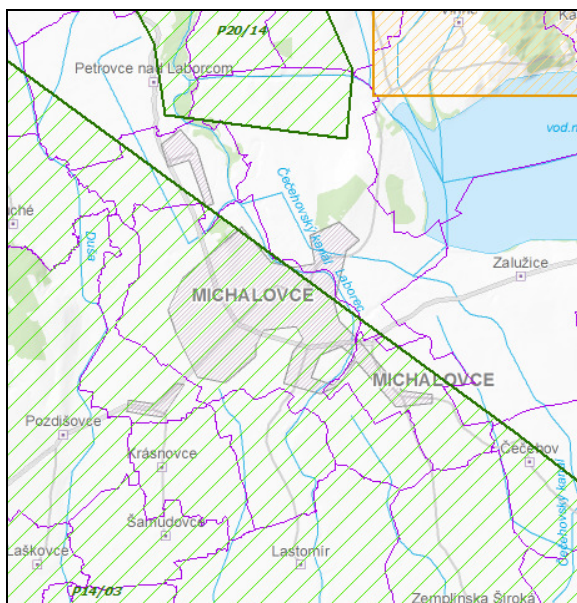 P20/14
Petrovce nad Laborcom
vod.n
Čečehovský kanál
Laborec
Duša
Zalužice
MICHALOVCE
MICHALOVCE
Pozdišovce
Čečehov
Krásnovce
Čečehovský kanál
Šamudovce
Laškovce
Lastomír
P14/03
Zemplínska Široká